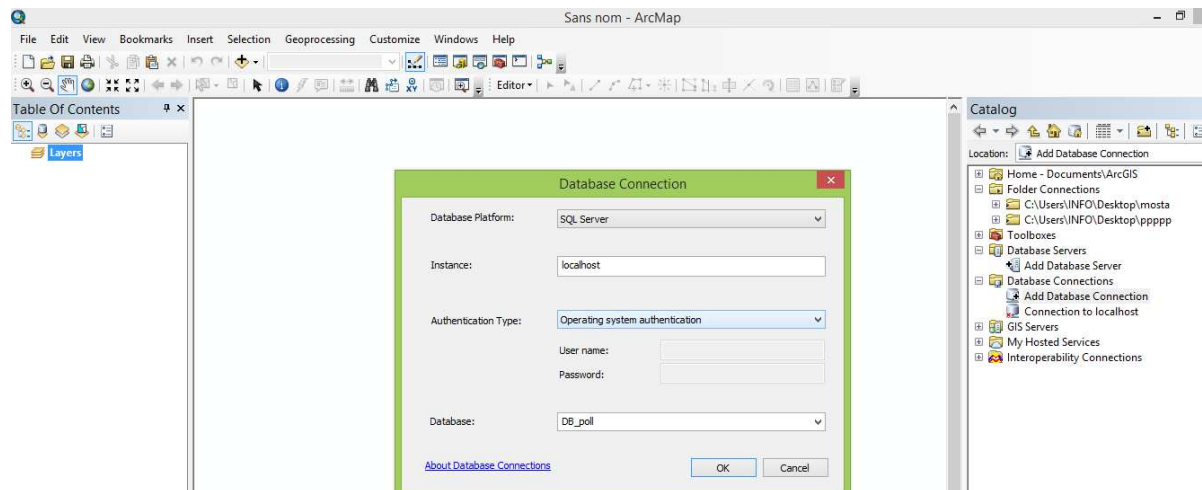 Sans nom - ArcMap
File Edit View Bookmarks Insert Selection Geoprocessing Customize Windows Help
Editor
Table Of Contents
Layers
Database Connection
Database Platform: SQL Server
Instance: localhost
Authentication Type: Operating system authentication
User name:
Password:
Database: DB_poll
About Database Connections OK Cancel
Catalog
Location: Add Database Connection
Home - Documents\ArcGIS
Folder Connections
C:\Users\INFO\Desktop\mosta
C:\Users\INFO\Desktop\ppppp
Toolboxes
Database Servers
Add Database Server
Database Connections
Add Database Connection
Connection to localhost
GIS Servers
My Hosted Services
Interoperability Connections